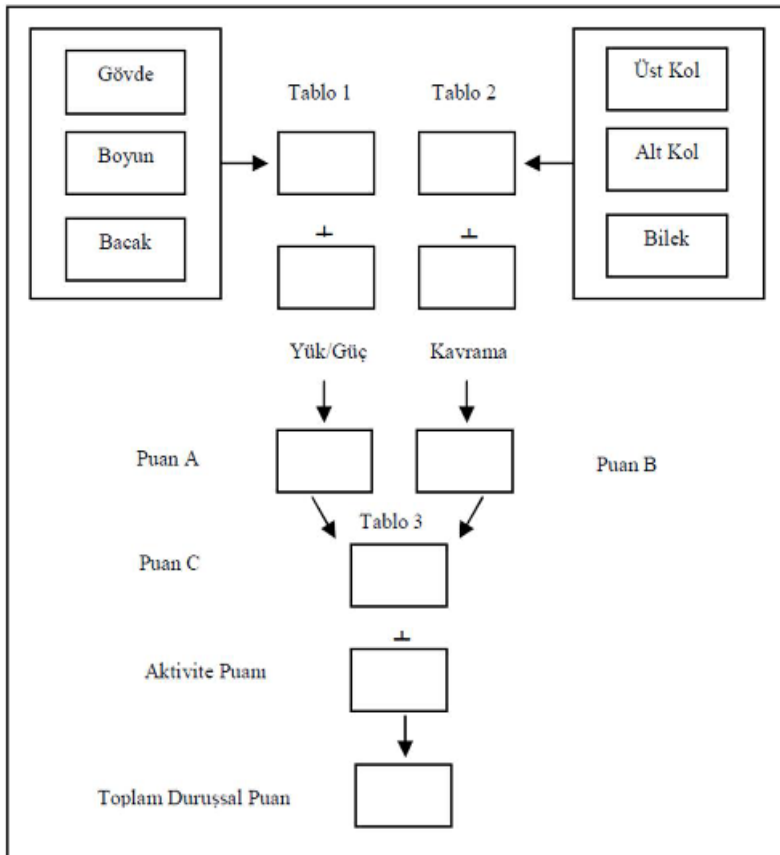 Gövde
Boyun
Bacak
Tablo 1
Tablo 2
Üst Kol
Alt Kol
Bilek
+
+
Yük/Güç
Kavrama
Puan A
Puan B
Tablo 3
Puan C
+
Aktivite Puanı
Toplam Duruşsal Puan